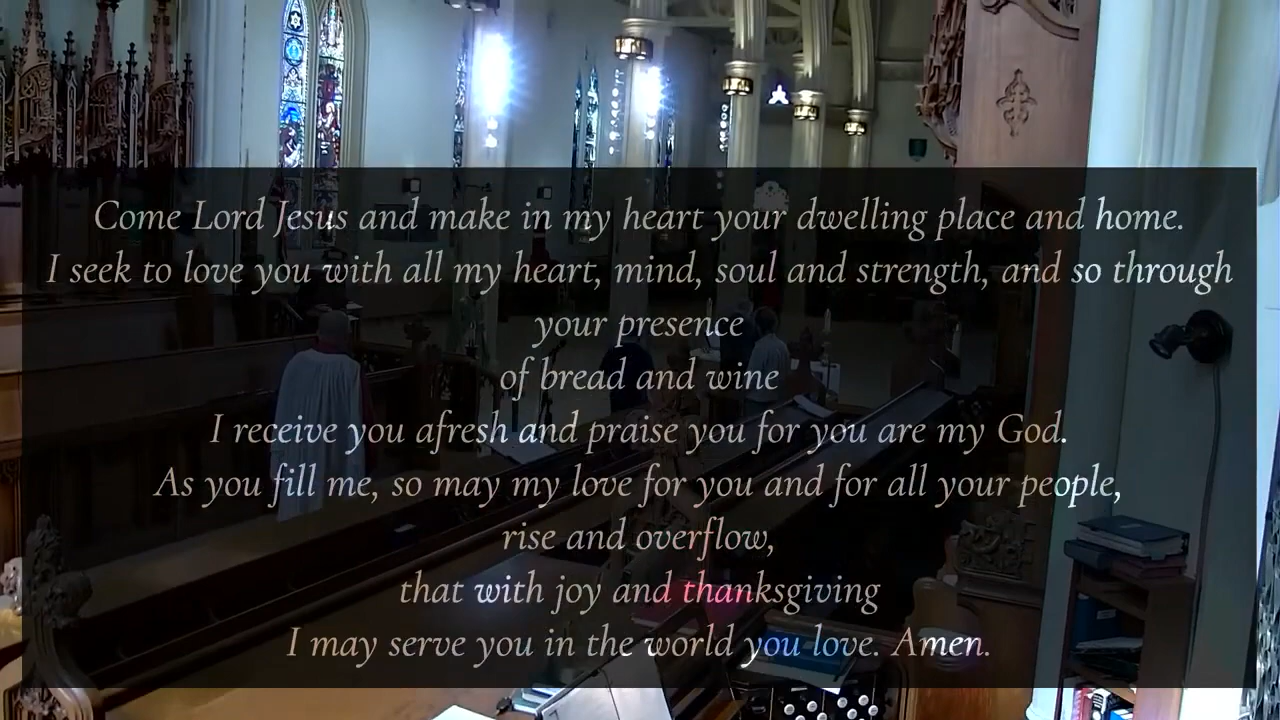 Come Lord Jesus and make in my heart your dwelling place and home.
I seek to love you with all my heart, mind, soul and strength, and so through
your presence
of bread and wine
I receive you afresh and praise you for you are my God.
As you fill me, so may my love for you and for all your people,
rise and overflow,
that with joy and thanksgiving
I may serve you in the world you love. Amen.